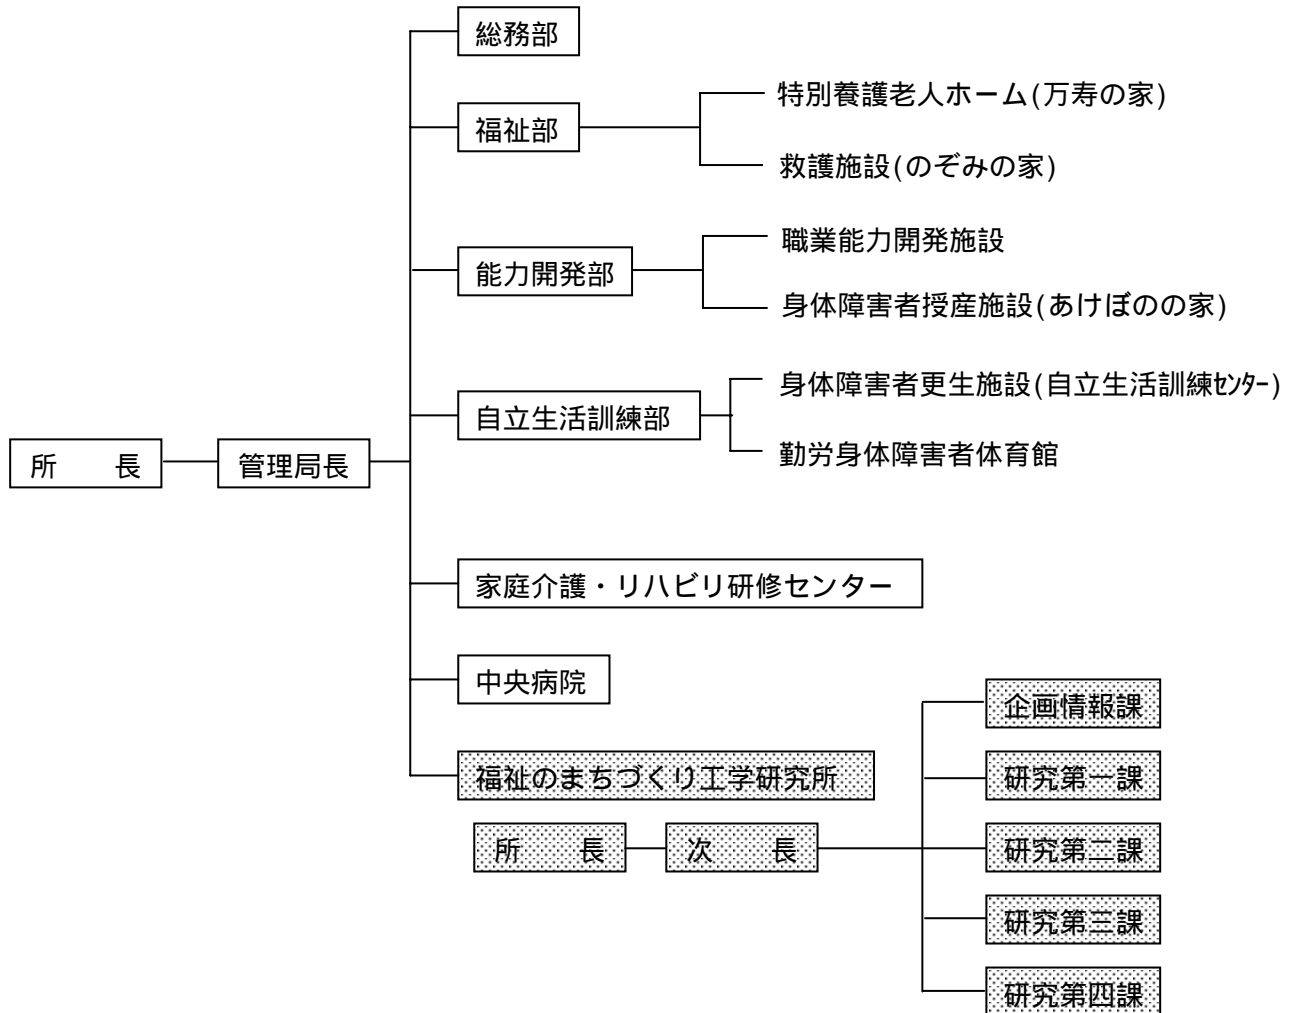 総務部
福祉部
特別養護老人ホーム(万寿の家)
救護施設(のぞみの家)
能力開発部
職業能力開発施設
身体障害者授産施設(あけぼのの家)
自立生活訓練部
身体障害者更生施設(自立生活訓練ｾﾝﾀｰ)
勤労身体障害者体育館
所　　長
管理局長
家庭介護・リハビリ研修センター
中央病院
福祉のまちづくり工学研究所
所　　長
次　　長
企画情報課
研究第一課
研究第二課
研究第三課
研究第四課